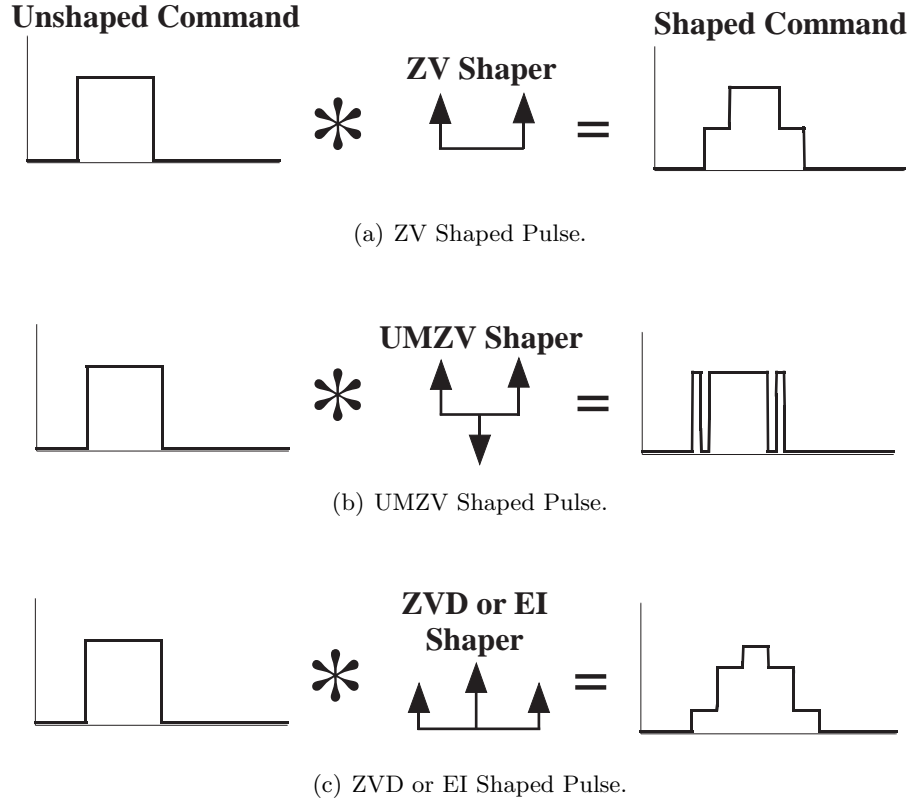 Unshaped Command
Shaped Command
ZV Shaper
*
=
(a) ZV Shaped Pulse.
UMZV Shaper
*
=
(b) UMZV Shaped Pulse.
ZVD or EI
Shaper
*
=
(c) ZVD or EI Shaped Pulse.